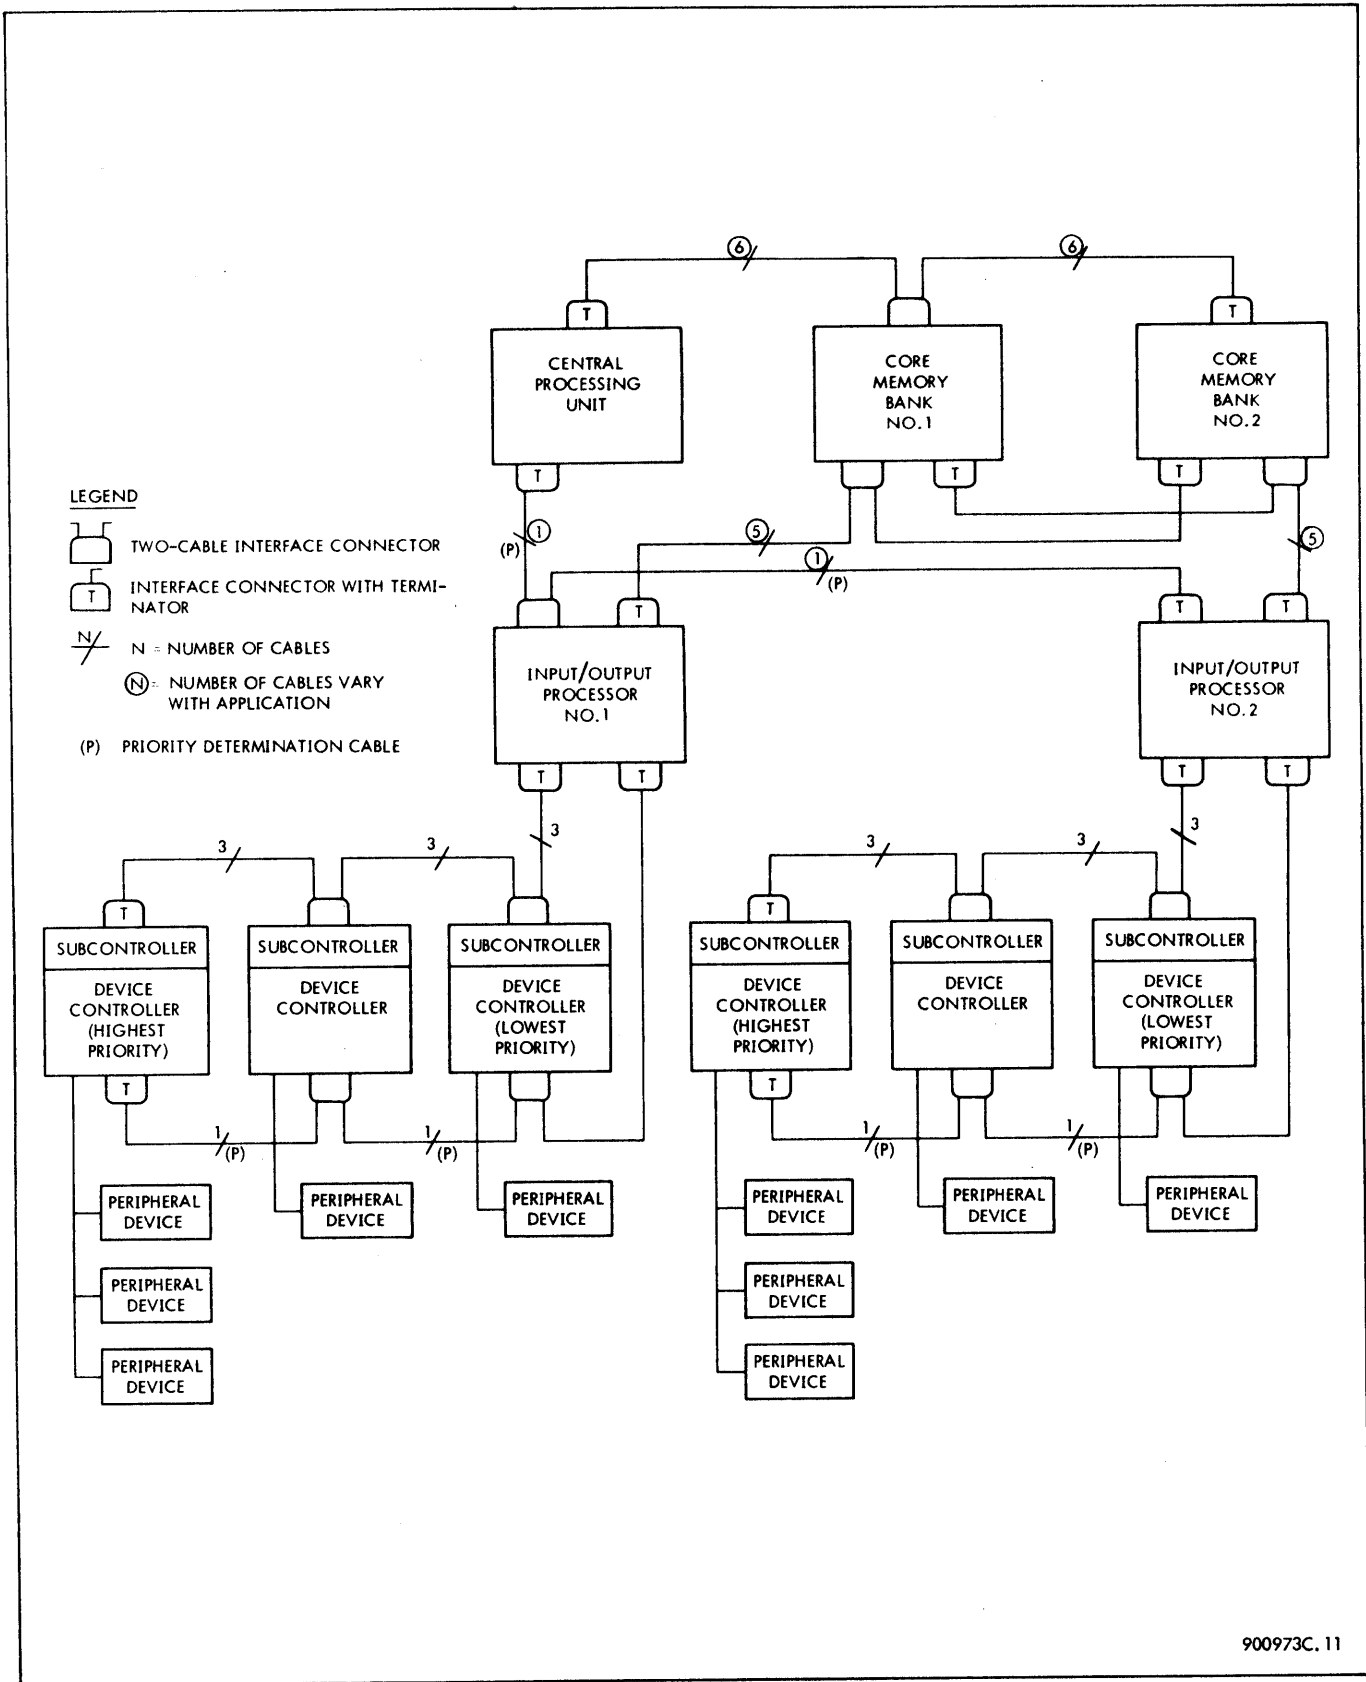 6
6
T
T
CENTRAL
PROCESSING
UNIT
CORE
MEMORY
BANK
NO.1
CORE
MEMORY
BANK
NO.2
T
T
T
LEGEND
TWO-CABLE INTERFACE CONNECTOR
T
INTERFACE CONNECTOR WITH TERMI-
NATOR
N
N = NUMBER OF CABLES
N = NUMBER OF CABLES VARY
WITH APPLICATION
(P) PRIORITY DETERMINATION CABLE
1
(P)
5
1
(P)
5
T
T
T
INPUT/OUTPUT
PROCESSOR
NO.1
INPUT/OUTPUT
PROCESSOR
NO.2
T
T
T
T
3
3
3
3
3
3
T
SUBCONTROLLER
DEVICE
CONTROLLER
(HIGHEST
PRIORITY)
T
SUBCONTROLLER
DEVICE
CONTROLLER
SUBCONTROLLER
DEVICE
CONTROLLER
(LOWEST
PRIORITY)
T
SUBCONTROLLER
DEVICE
CONTROLLER
(HIGHEST
PRIORITY)
T
SUBCONTROLLER
DEVICE
CONTROLLER
SUBCONTROLLER
DEVICE
CONTROLLER
(LOWEST
PRIORITY)
1
(P)
1
(P)
1
(P)
1
(P)
PERIPHERAL
DEVICE
PERIPHERAL
DEVICE
PERIPHERAL
DEVICE
PERIPHERAL
DEVICE
PERIPHERAL
DEVICE
PERIPHERAL
DEVICE
PERIPHERAL
DEVICE
PERIPHERAL
DEVICE
PERIPHERAL
DEVICE
PERIPHERAL
DEVICE
900973C.11